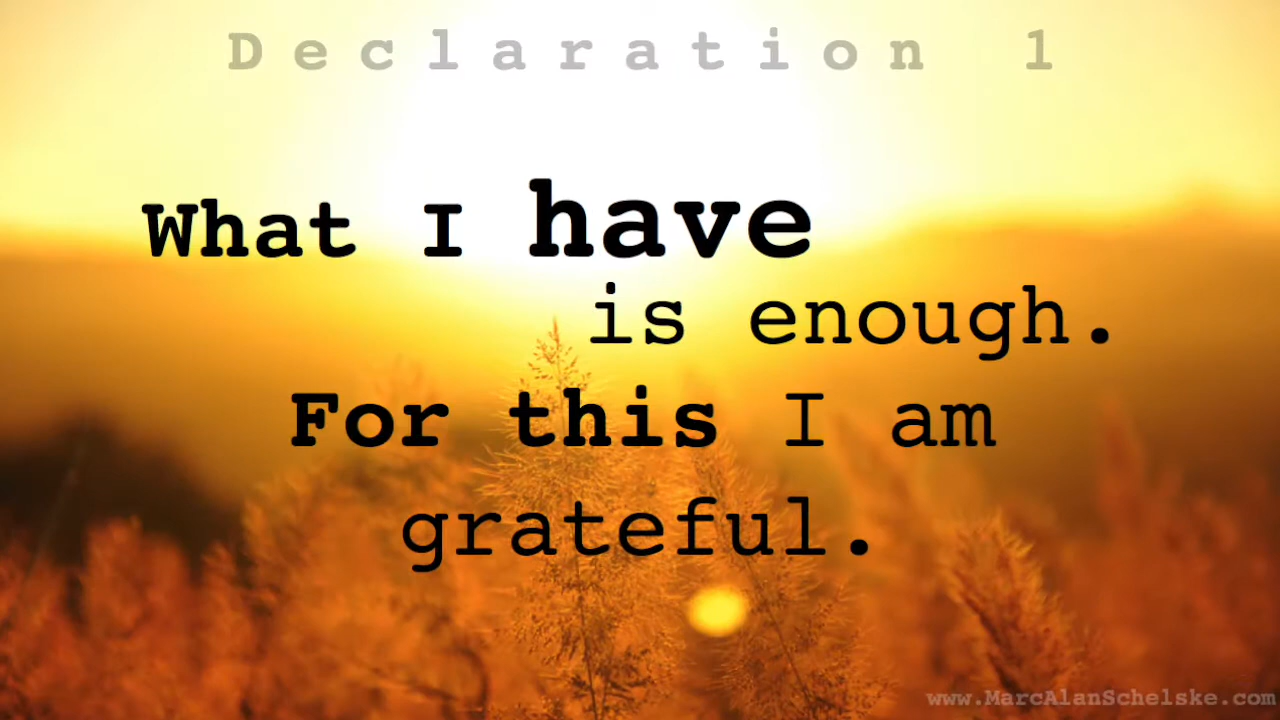 Declaration 1
What I have
is enough.
For this I am
grateful.
www.MarcAlanSchelske.com